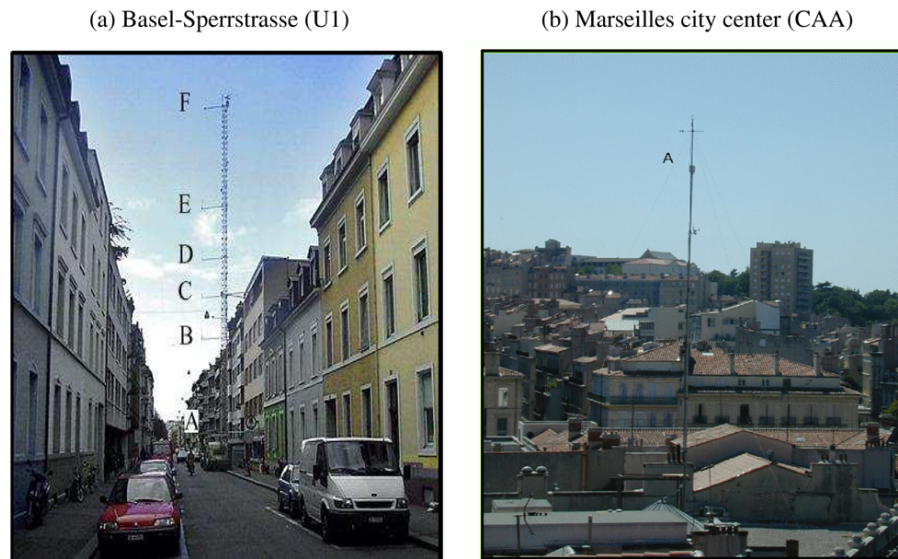 (a) Basel-Sperrstrasse (U1)
(b) Marseilles city center (CAA)
F
E
D
C
B
A
A